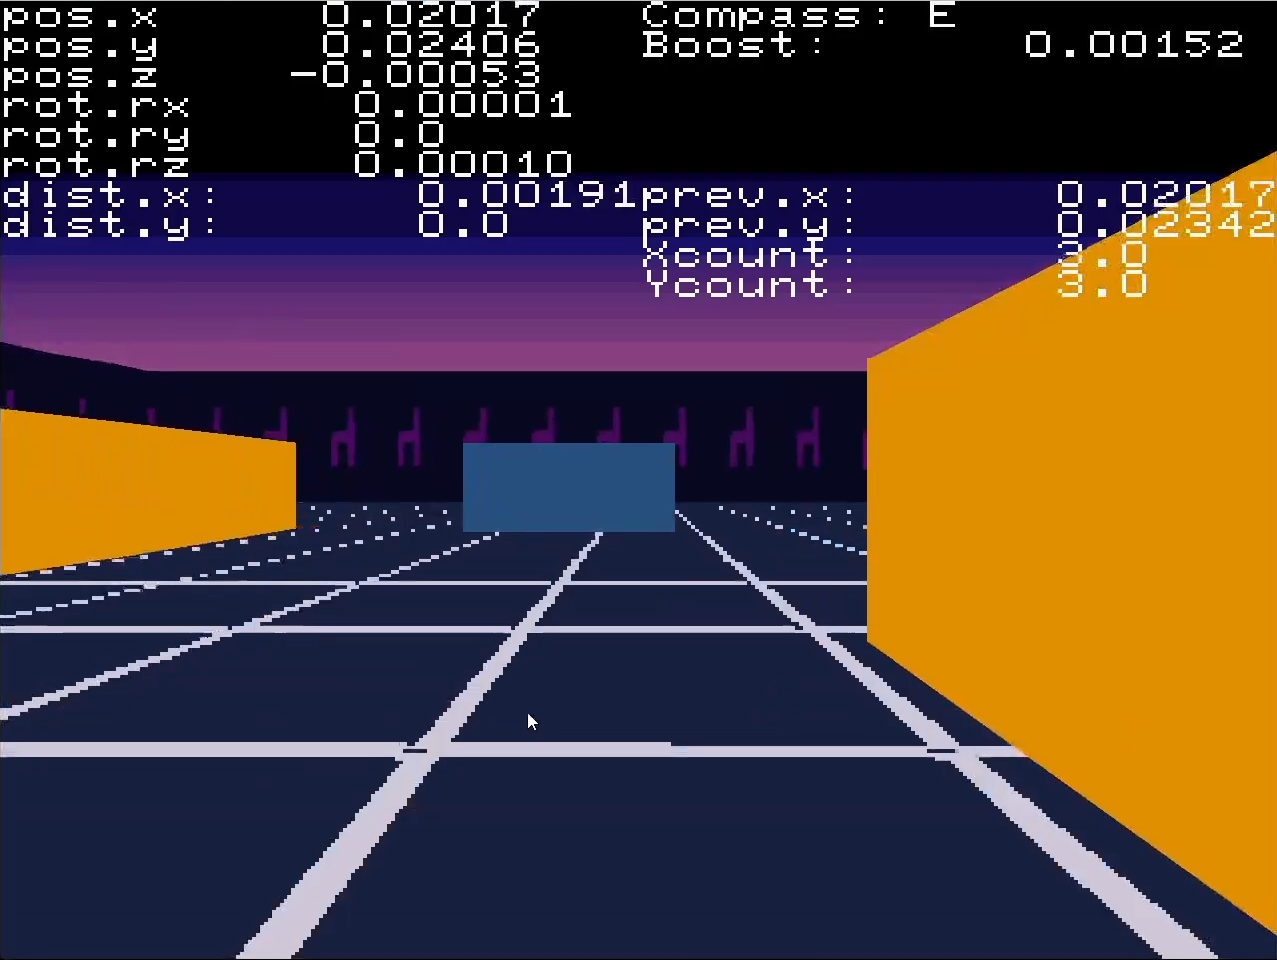 pos.x 0.02017 Compass: E
pos.y 0.02406 Boost: 0.00152
pos.z -0.00053
rot.rx 0.00001
rot.ry 0.0
rot.rz 0.00010
dist.x: 0.00191 prev.x: 0.02017
dist.y: 0.0 prev.y: 0.02342
Xcount: 3.0
Ycount: 3.0